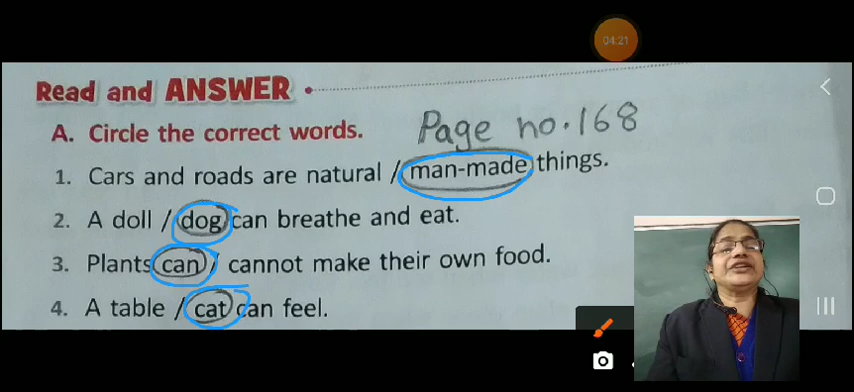 04:21
Read and ANSWER
A. Circle the correct words. Page no. 168
1. Cars and roads are natural / man-made things.
2. A doll / dog can breathe and eat.
3. Plants can / cannot make their own food.
4. A table / cat can feel.